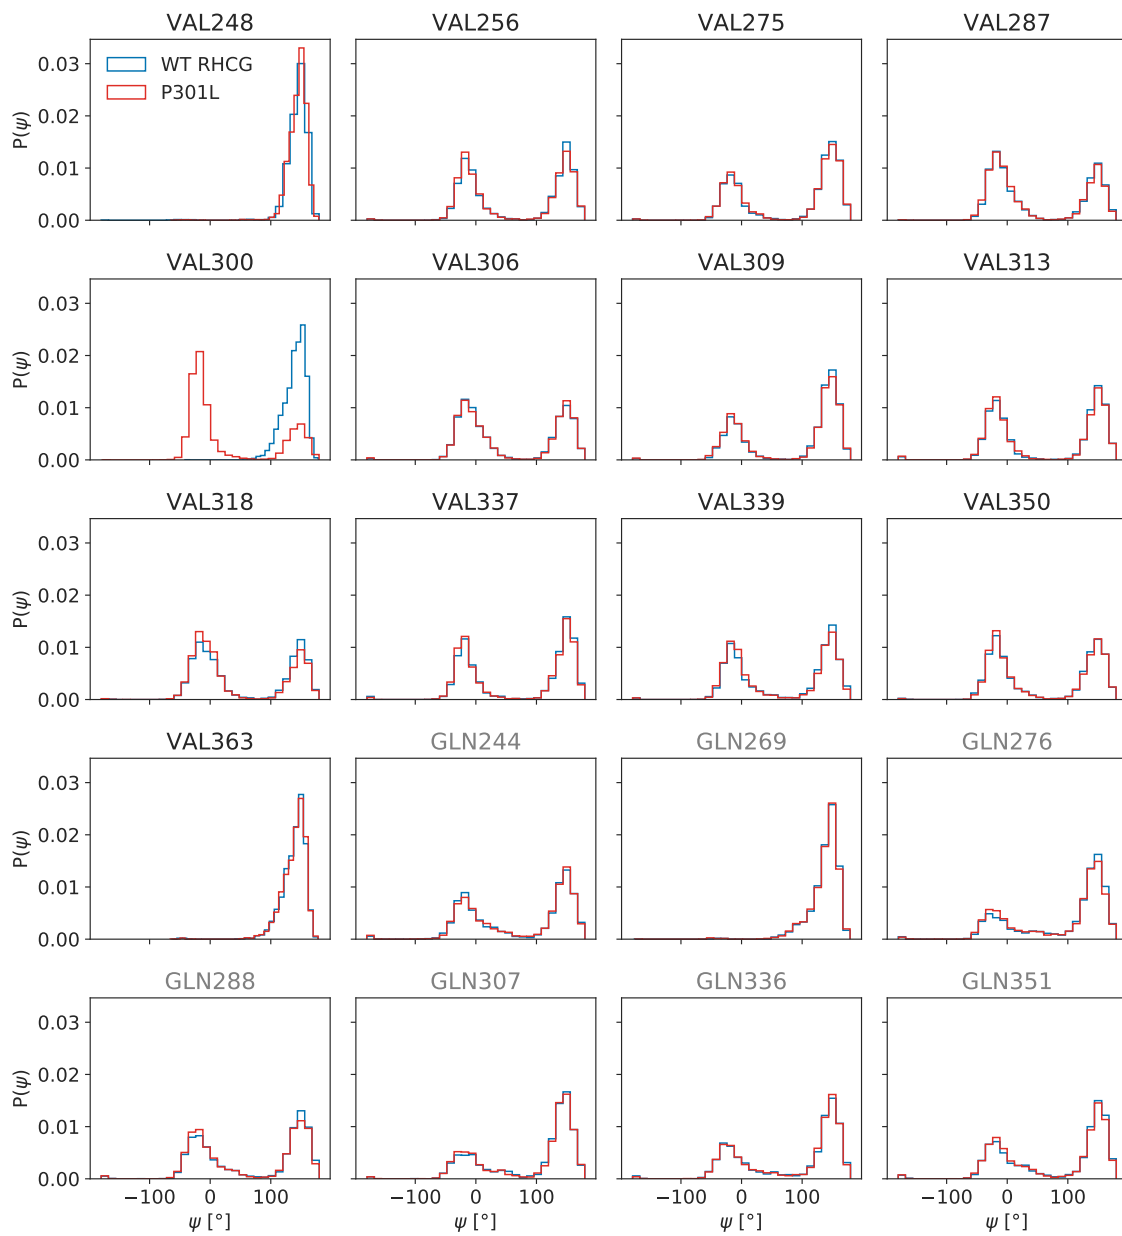 VAL248 VAL256 VAL275 VAL287
WT RHCG
P301L
P(ψ)
0.03
0.02
0.01
0.00
VAL300 VAL306 VAL309 VAL313
P(ψ)
0.03
0.02
0.01
0.00
VAL318 VAL337 VAL339 VAL350
P(ψ)
0.03
0.02
0.01
0.00
VAL363 GLN244 GLN269 GLN276
P(ψ)
0.03
0.02
0.01
0.00
GLN288 GLN307 GLN336 GLN351
P(ψ)
0.03
0.02
0.01
0.00
−100 0 100 −100 0 100 −100 0 100 −100 0 100
ψ [°] ψ [°] ψ [°] ψ [°]